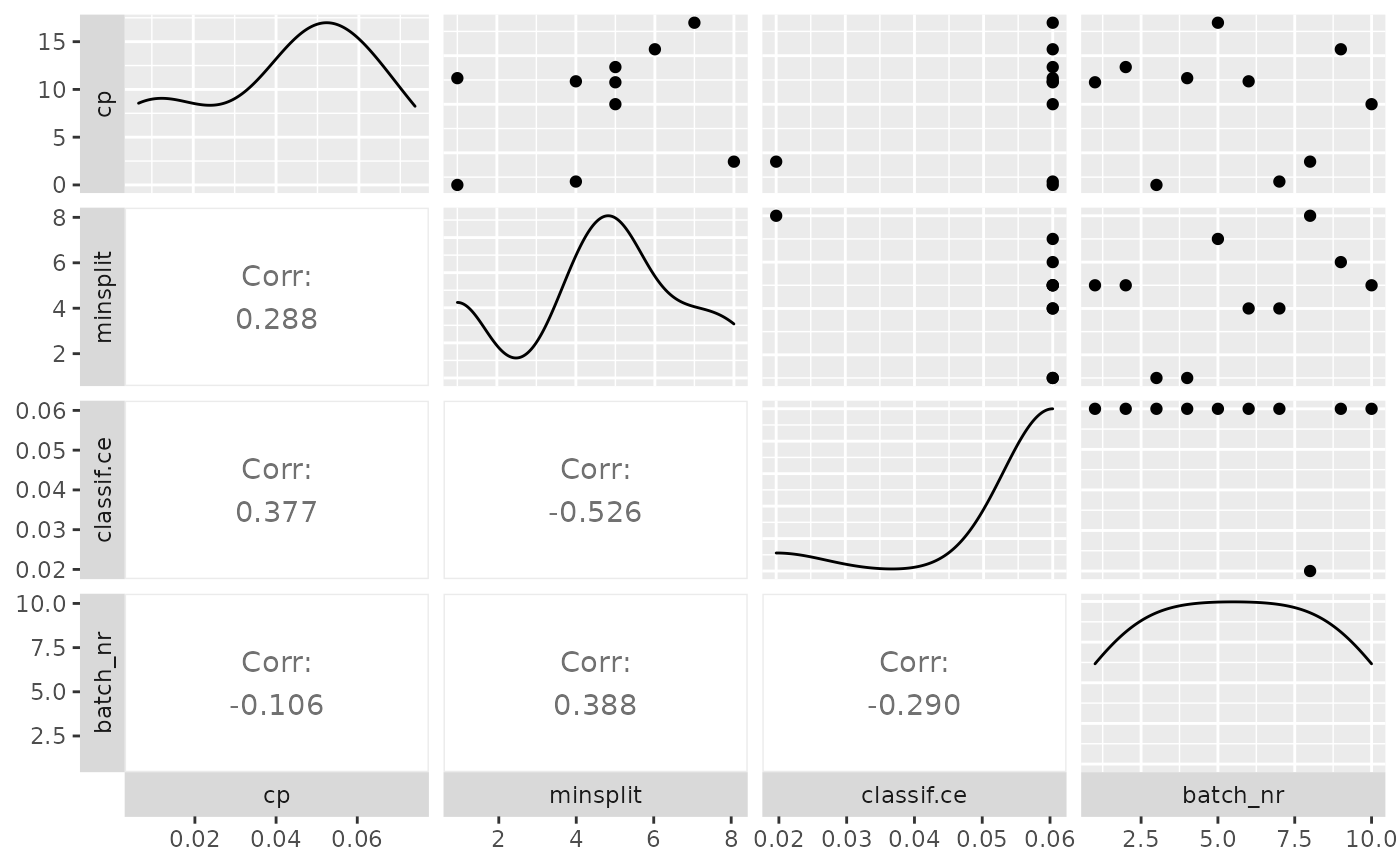 15
10
5
0
cp
8
6
4
2
minsplit
Corr:
0.288
0.06
0.05
0.04
0.03
0.02
classif.ce
Corr:
0.377
Corr:
-0.526
10.0
7.5
5.0
2.5
batch_nr
Corr:
-0.106
Corr:
0.388
Corr:
-0.290
cp
minsplit
classif.ce
batch_nr
0.02 0.04 0.06
2 4 6 8
0.02 0.03 0.04 0.05 0.06
2.5 5.0 7.5 10.0